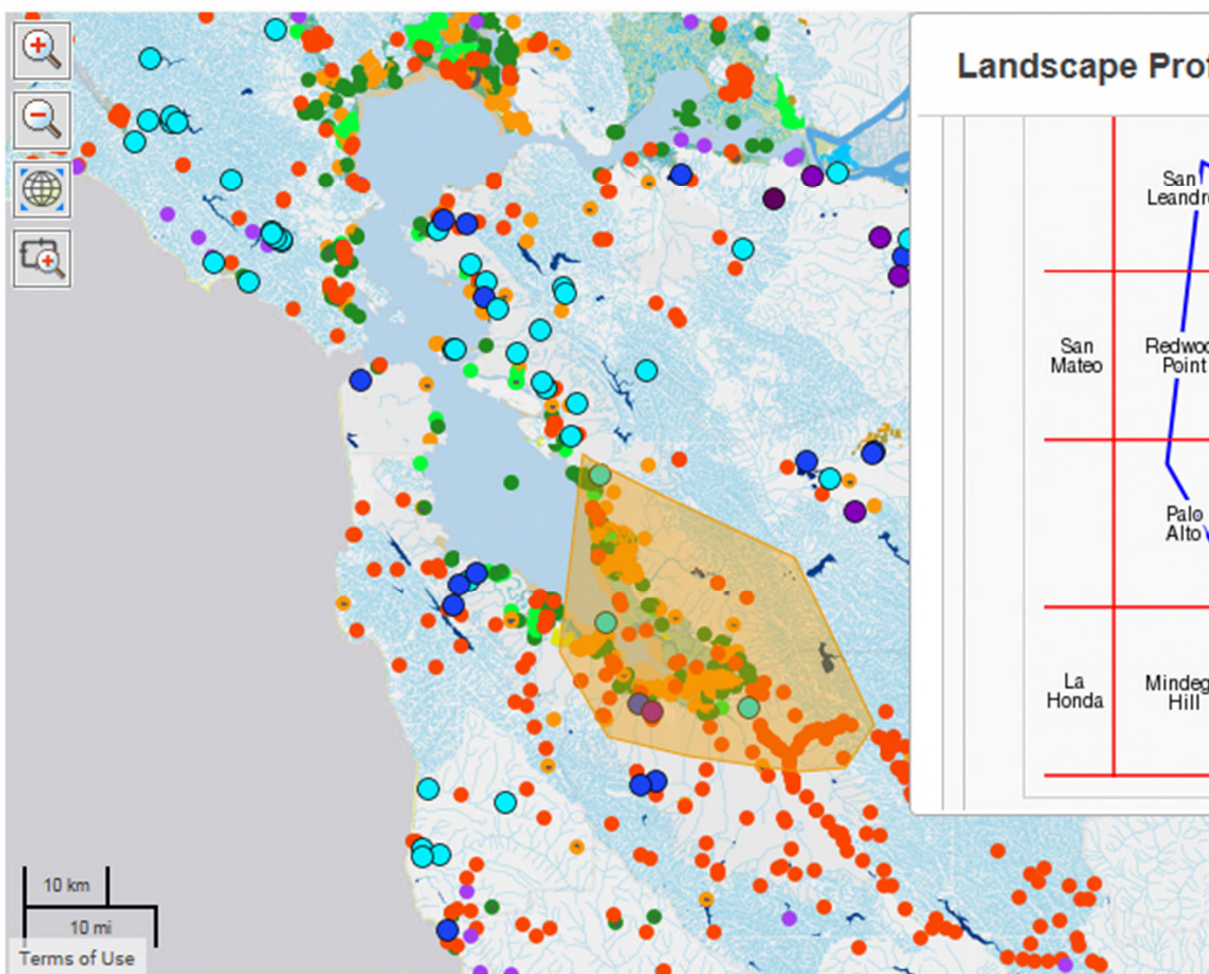 Landscape Prof
San
Leandr
San
Mateo
Redwo
Point
Palo
Alto
La
Honda
Mindeg
Hill
10 km
10 mi
Terms of Use